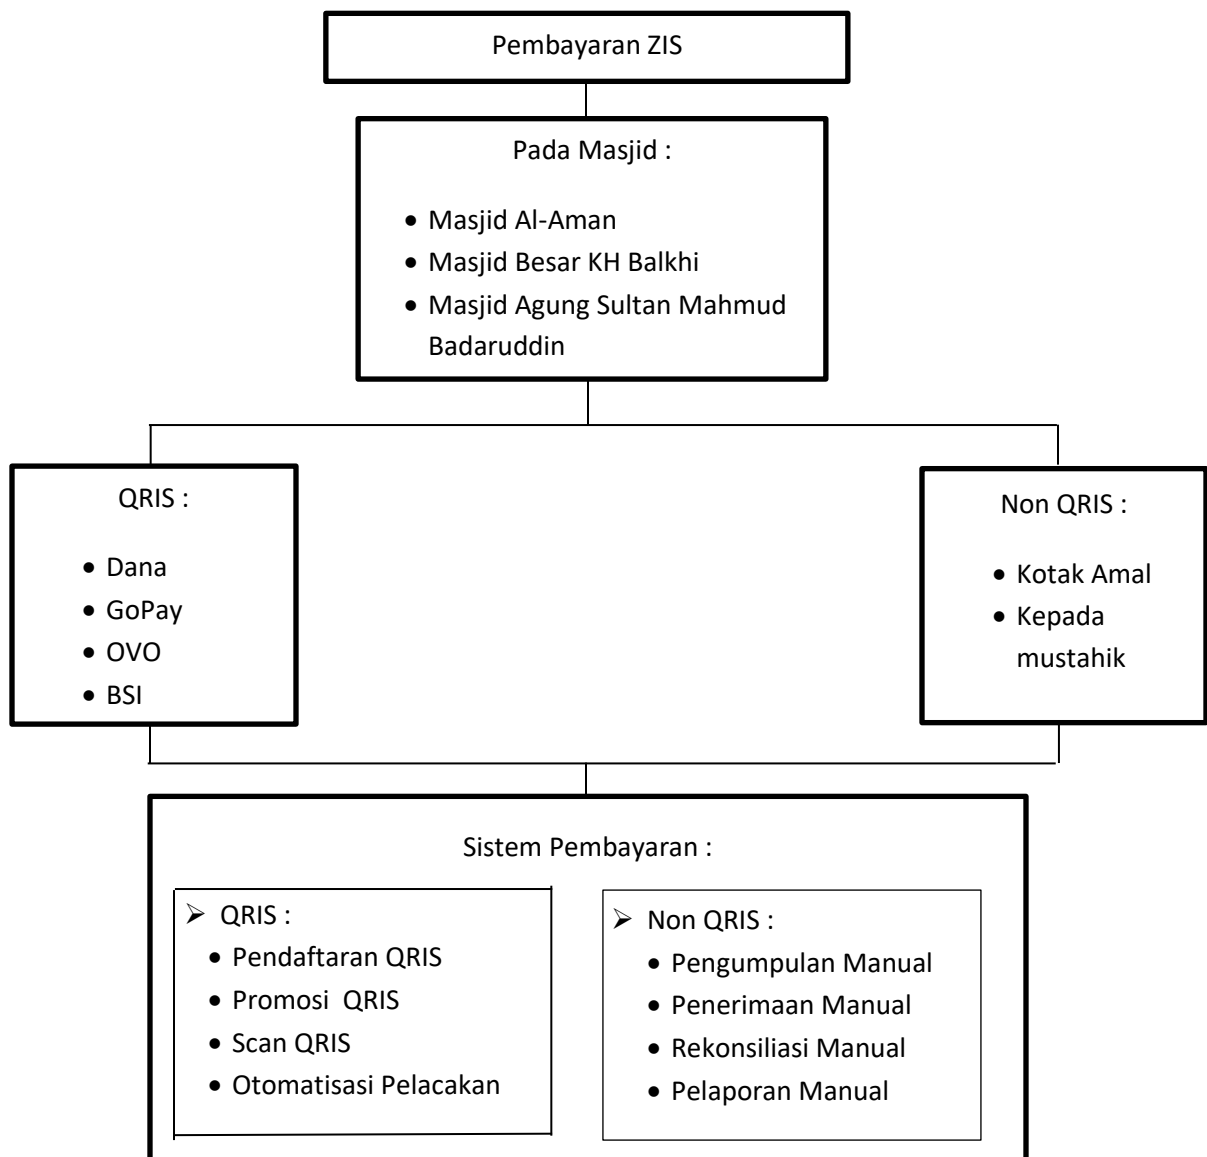 Pembayaran ZIS
Pada Masjid :
• Masjid Al-Aman
• Masjid Besar KH Balkhi
• Masjid Agung Sultan Mahmud
Badaruddin
QRIS :
• Dana
• GoPay
• OVO
• BSI
Non QRIS :
• Kotak Amal
• Kepada
mustahik
Sistem Pembayaran :
➢ QRIS :
• Pendaftaran QRIS
• Promosi QRIS
• Scan QRIS
• Otomatisasi Pelacakan
➢ Non QRIS :
• Pengumpulan Manual
• Penerimaan Manual
• Rekonsiliasi Manual
• Pelaporan Manual